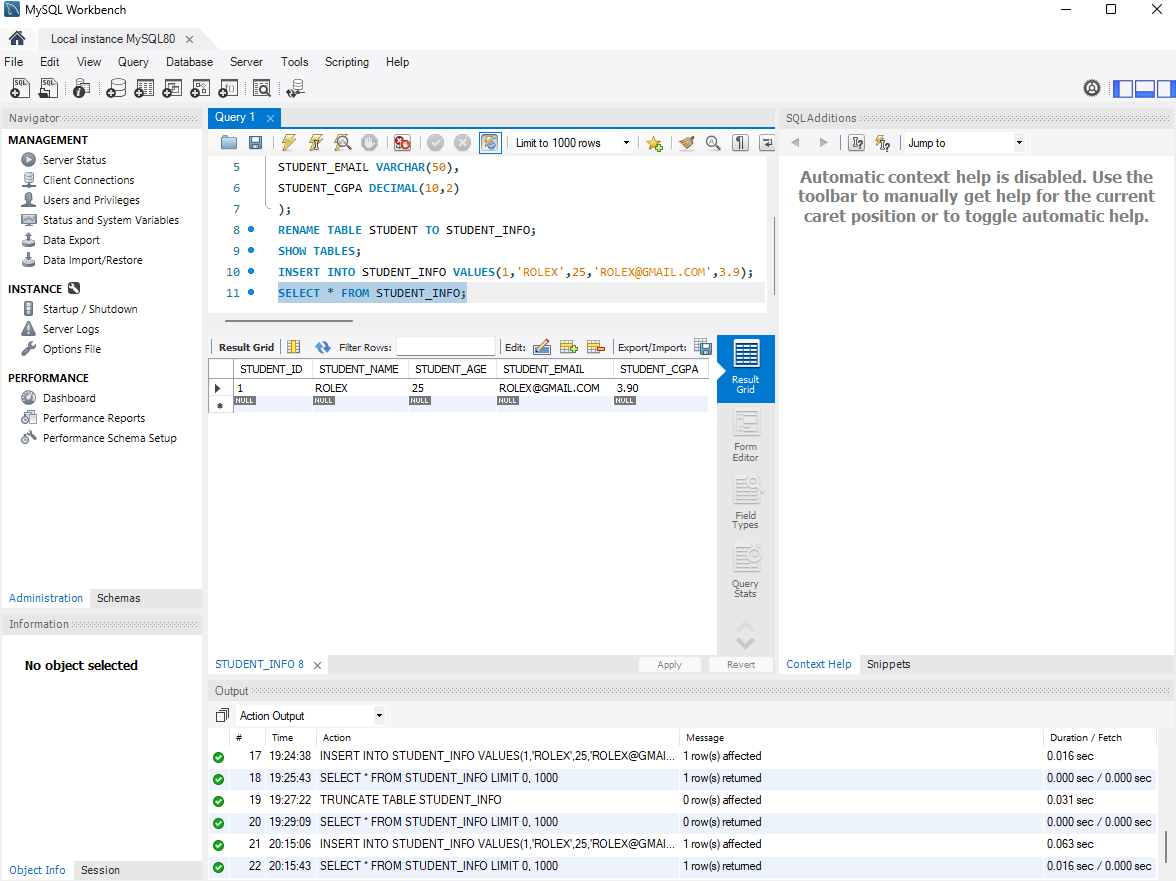 MySQL Workbench
Local instance MySQL80
File Edit View Query Database Server Tools Scripting Help
Navigator
MANAGEMENT
Server Status
Client Connections
Users and Privileges
Status and System Variables
Data Export
Data Import/Restore
INSTANCE
Startup / Shutdown
Server Logs
Options File
PERFORMANCE
Dashboard
Performance Reports
Performance Schema Setup
Administration Schemas
Information
No object selected
Object Info Session
Query 1
Limit to 1000 rows
5 STUDENT_EMAIL VARCHAR(50),
6 STUDENT_CGPA DECIMAL(10,2)
7 );
8 RENAME TABLE STUDENT TO STUDENT_INFO;
9 SHOW TABLES;
10 INSERT INTO STUDENT_INFO VALUES(1,'ROLEX',25,'ROLEX@GMAIL.COM',3.9);
11 SELECT * FROM STUDENT_INFO;
Result Grid Filter Rows: Edit: Export/Import:
STUDENT_ID STUDENT_NAME STUDENT_AGE STUDENT_EMAIL STUDENT_CGPA
1 ROLEX 25 ROLEX@GMAIL.COM 3.90
NULL NULL NULL NULL NULL
Result
Grid
Form
Editor
Field
Types
Query
Stats
STUDENT_INFO 8
Apply Revert
SQLAdditions
Jump to
Automatic context help is disabled. Use the
toolbar to manually get help for the current
caret position or to toggle automatic help.
Context Help Snippets
Output
Action Output
# Time Action Message Duration / Fetch
17 19:24:38 INSERT INTO STUDENT_INFO VALUES(1,'ROLEX',25,'ROLEX@GMAI... 1 row(s) affected 0.016 sec
18 19:25:43 SELECT * FROM STUDENT_INFO LIMIT 0, 1000 1 row(s) returned 0.000 sec / 0.000 sec
19 19:27:22 TRUNCATE TABLE STUDENT_INFO 0 row(s) affected 0.031 sec
20 19:29:09 SELECT * FROM STUDENT_INFO LIMIT 0, 1000 0 row(s) returned 0.000 sec / 0.000 sec
21 20:15:06 INSERT INTO STUDENT_INFO VALUES(1,'ROLEX',25,'ROLEX@GMAI... 1 row(s) affected 0.063 sec
22 20:15:43 SELECT * FROM STUDENT_INFO LIMIT 0, 1000 1 row(s) returned 0.016 sec / 0.000 sec